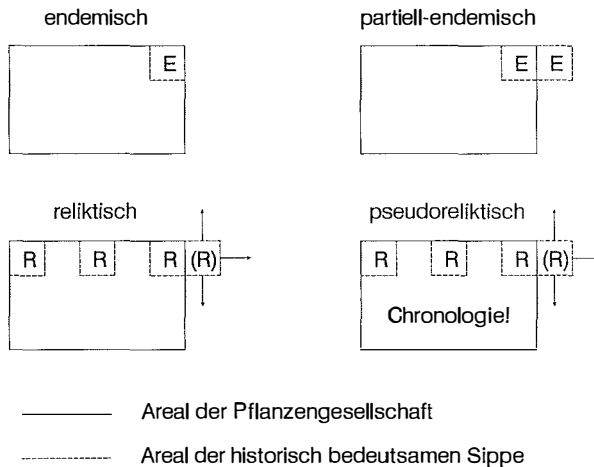 endemisch
partiell-endemisch
E
E E
reliktisch
pseudoreliktisch
R R R (R)
R R R (R)
Chronologie!
Areal der Pflanzengesellschaft
Areal der historisch bedeutsamen Sippe